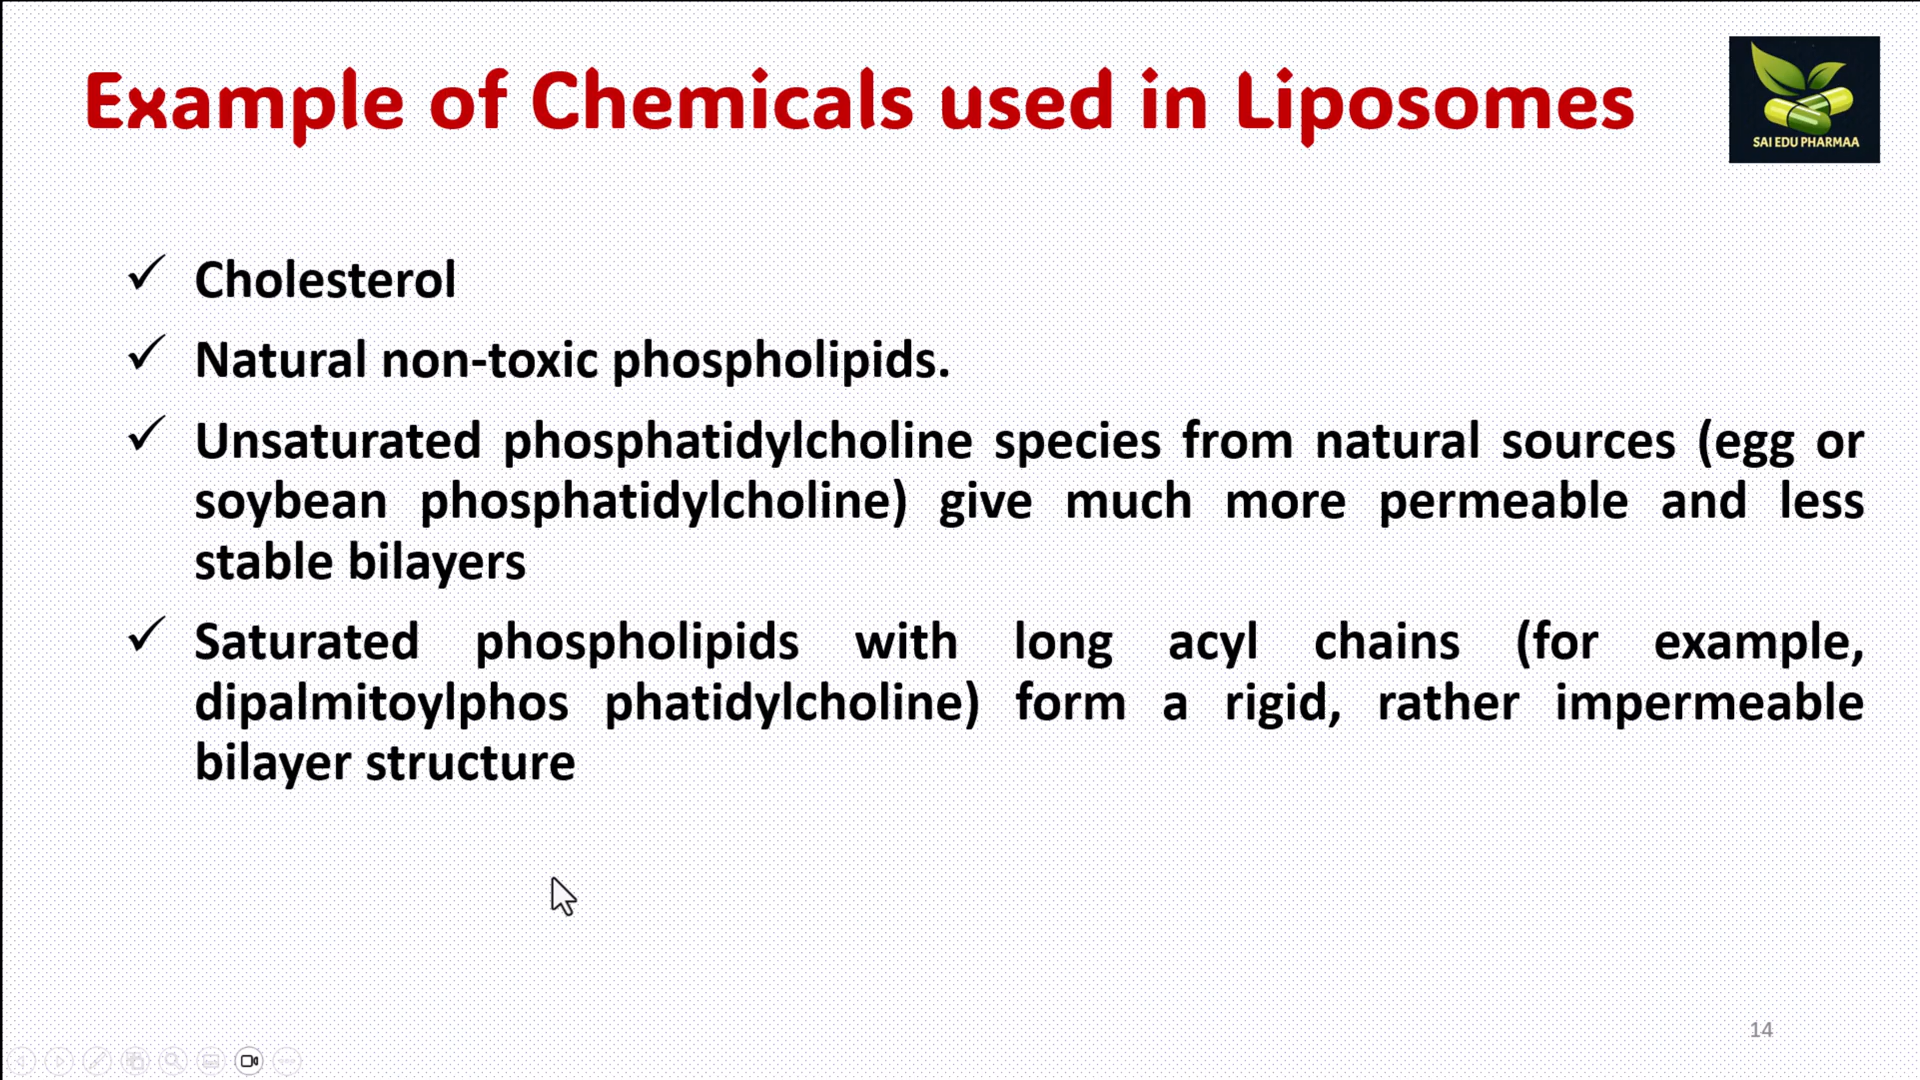 Example of Chemicals used in Liposomes
SAI EDU PHARMAA
✓ Cholesterol
✓ Natural non-toxic phospholipids.
✓ Unsaturated phosphatidylcholine species from natural sources (egg or
soybean phosphatidylcholine) give much more permeable and less
stable bilayers
✓ Saturated phospholipids with long acyl chains (for example,
dipalmitoylphos phatidylcholine) form a rigid, rather impermeable
bilayer structure
14